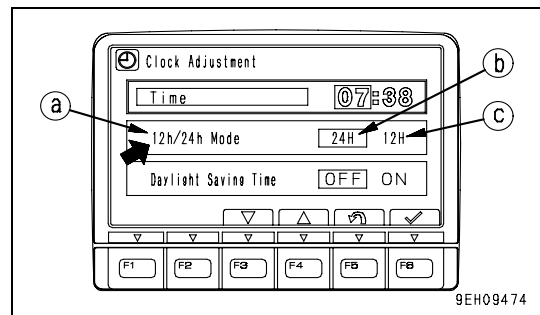 Clock Adjustment
Time 07:38
a
b
12h/24h Mode 24H 12H
c
Daylight Saving Time OFF ON
F1 F2 F3 F4 F5 F6
9EH09474